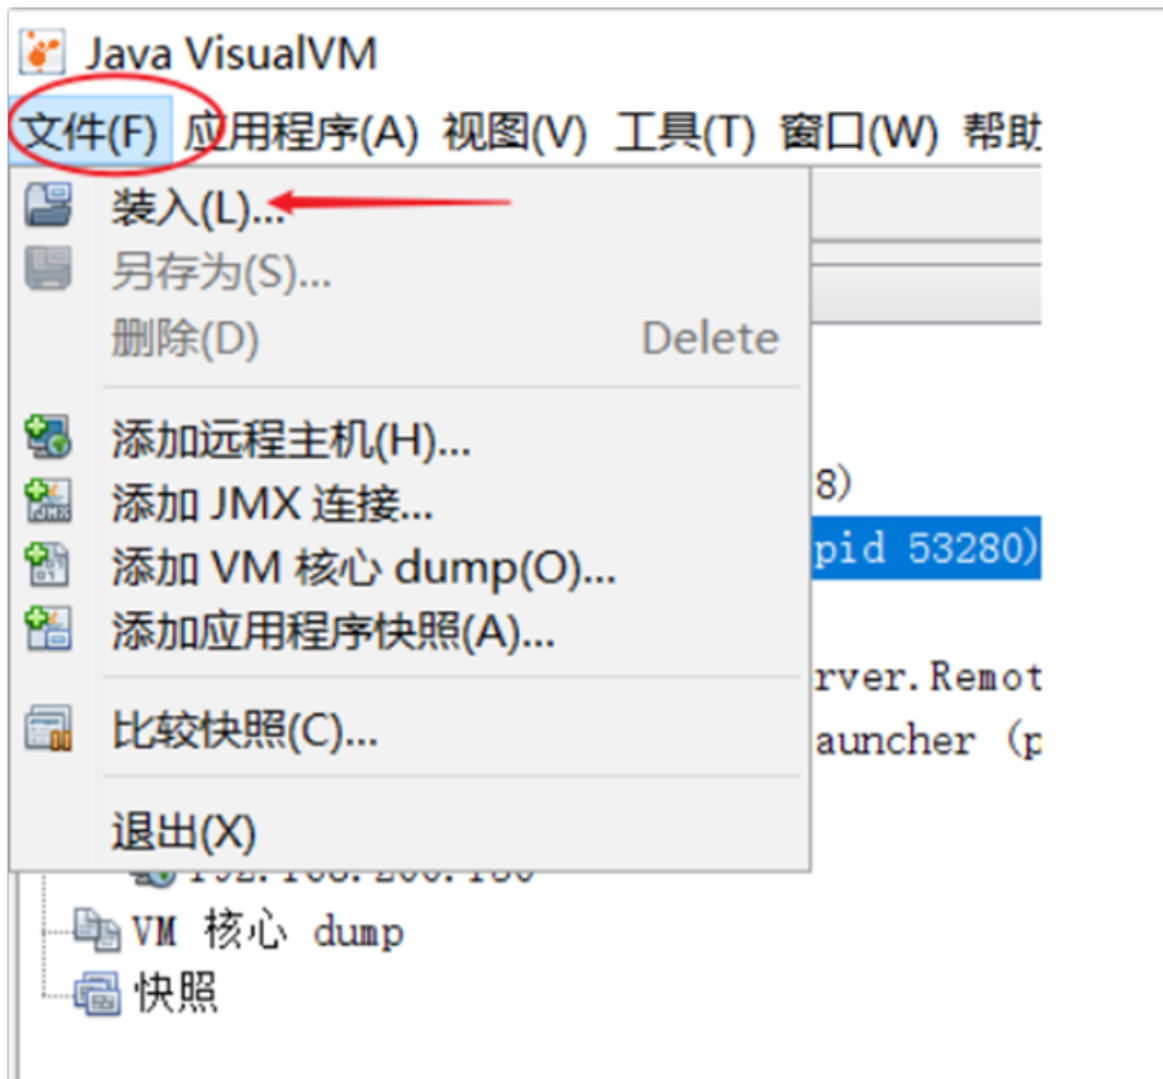 Java VisualVM
文件(F) 应用程序(A) 视图(V) 工具(T) 窗口(W) 帮助
装入(L)...
另存为(S)...
删除(D) Delete
添加远程主机(H)...
添加 JMX 连接...
8)
添加 VM 核心 dump(O)...
pid 53280)
添加应用程序快照(A)...
rver.Remot
比较快照(C)...
auncher (p
退出(X)
VM 核心 dump
快照